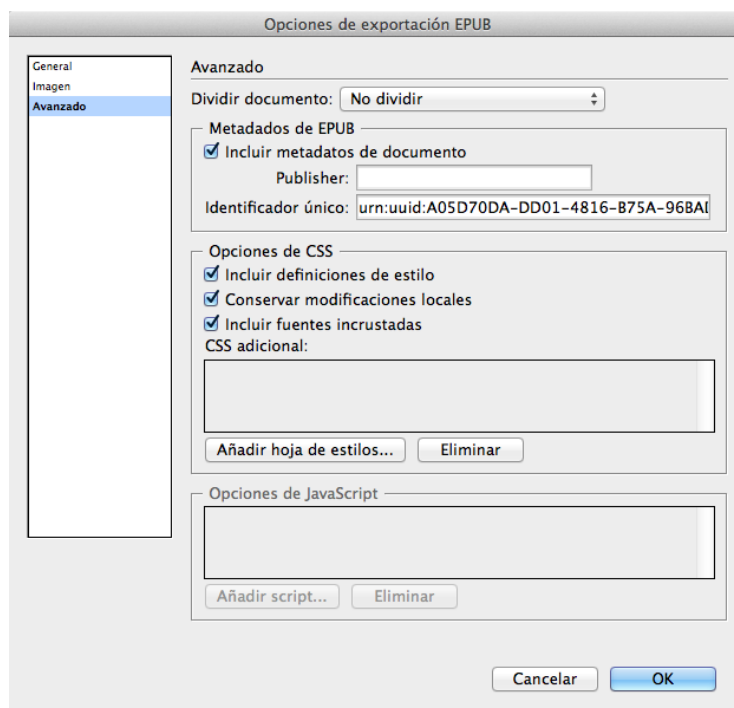 Opciones de exportación EPUB
General
Imagen
Avanzado
Avanzado
Dividir documento: No dividir
Metadados de EPUB
Incluir metadatos de documento
Publisher:
Identificador único: urn:uuid:A05D70DA-DD01-4816-B75A-96BAD
Opciones de CSS
Incluir definiciones de estilo
Conservar modificaciones locales
Incluir fuentes incrustadas
CSS adicional:
Añadir hoja de estilos... Eliminar
Opciones de JavaScript
Añadir script... Eliminar
Cancelar OK